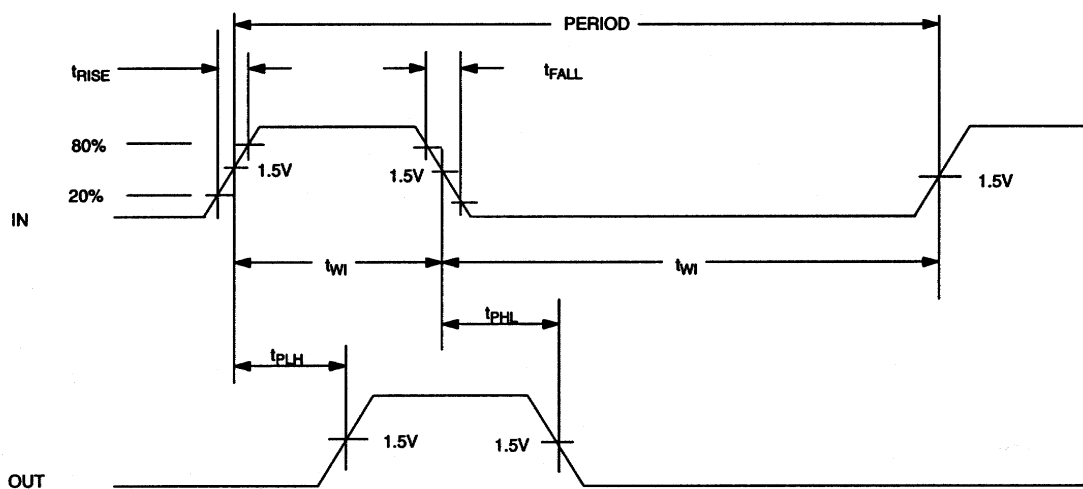 PERIOD
tRISE
tFALL
80%
1.5V
1.5V
1.5V
20%
IN
tWI
tWI
tPHL
tPLH
1.5V
1.5V
OUT